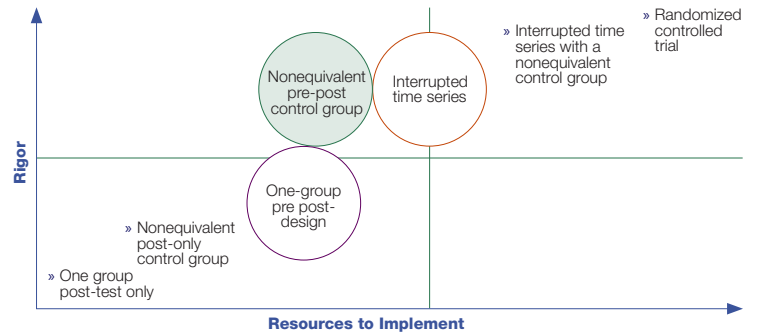 » Randomized
controlled
trial
» Interrupted time
series with a
nonequivalent
control group
Nonequivalent
pre-post
control group
Interrupted
time series
Rigor
One-group
pre post-
design
» Nonequivalent
post-only
control group
» One group
post-test only
Resources to Implement